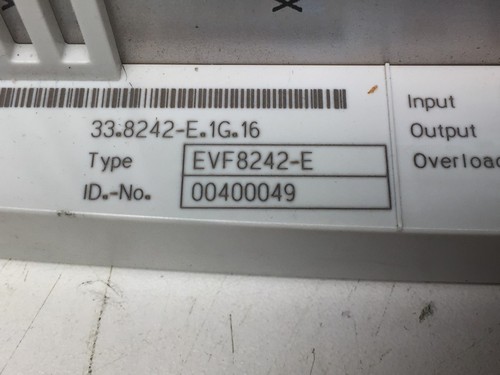 33.8242-E.1G.16
Type EVF8242-E
ID.-No. 00400049
Input
Output